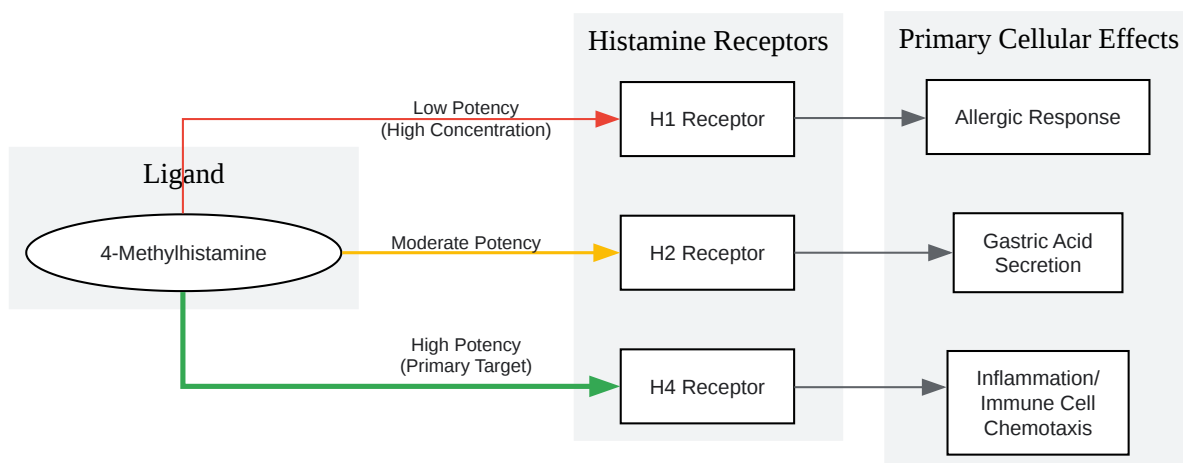 Histamine Receptors
Primary Cellular Effects
Low Potency
(High Concentration)
H1 Receptor
Allergic Response
Ligand
4-Methylhistamine
Moderate Potency
H2 Receptor
Gastric Acid
Secretion
High Potency
(Primary Target)
H4 Receptor
Inflammation/
Immune Cell
Chemotaxis